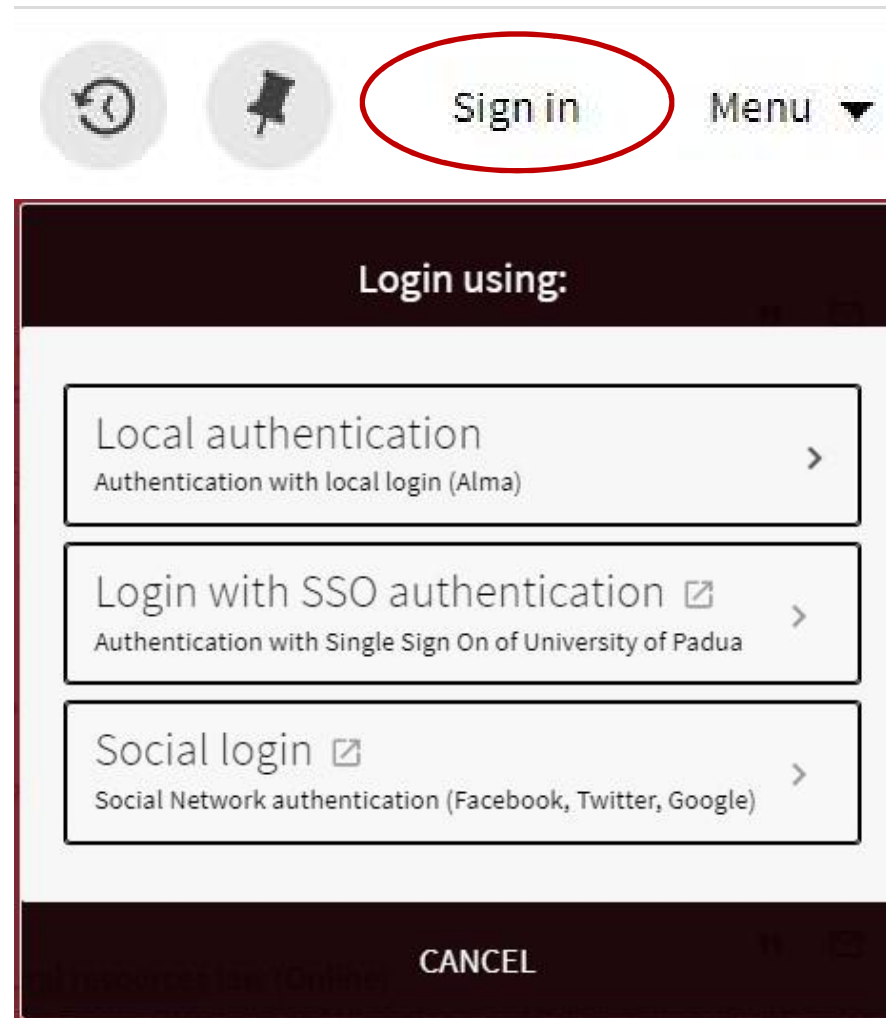 Sign in Menu
Login using:
Local authentication
Authentication with local login (Alma)
Login with SSO authentication
Authentication with Single Sign On of University of Padua
Social login
Social Network authentication (Facebook, Twitter, Google)
CANCEL